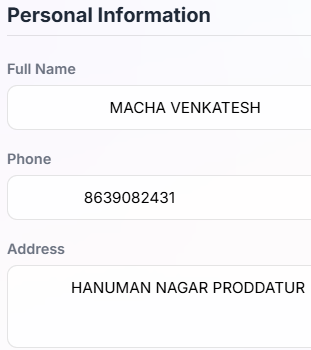 Personal Information
Full Name
MACHA VENKATESH
Phone
8639082431
Address
HANUMAN NAGAR PRODDATUR